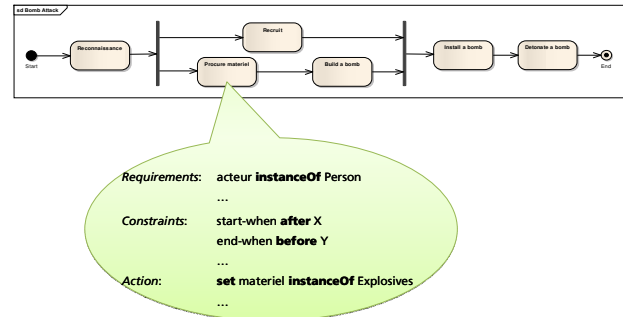 sd Bomb Attack
Start
Reconnaissance
Recruit
Procure materiel
Build a bomb
Install a bomb
Detonate a bomb
End
Requirements: acteur instanceOf Person
...
Constraints: start-when after X
end-when before Y
...
Action: set materiel instanceOf Explosives
...